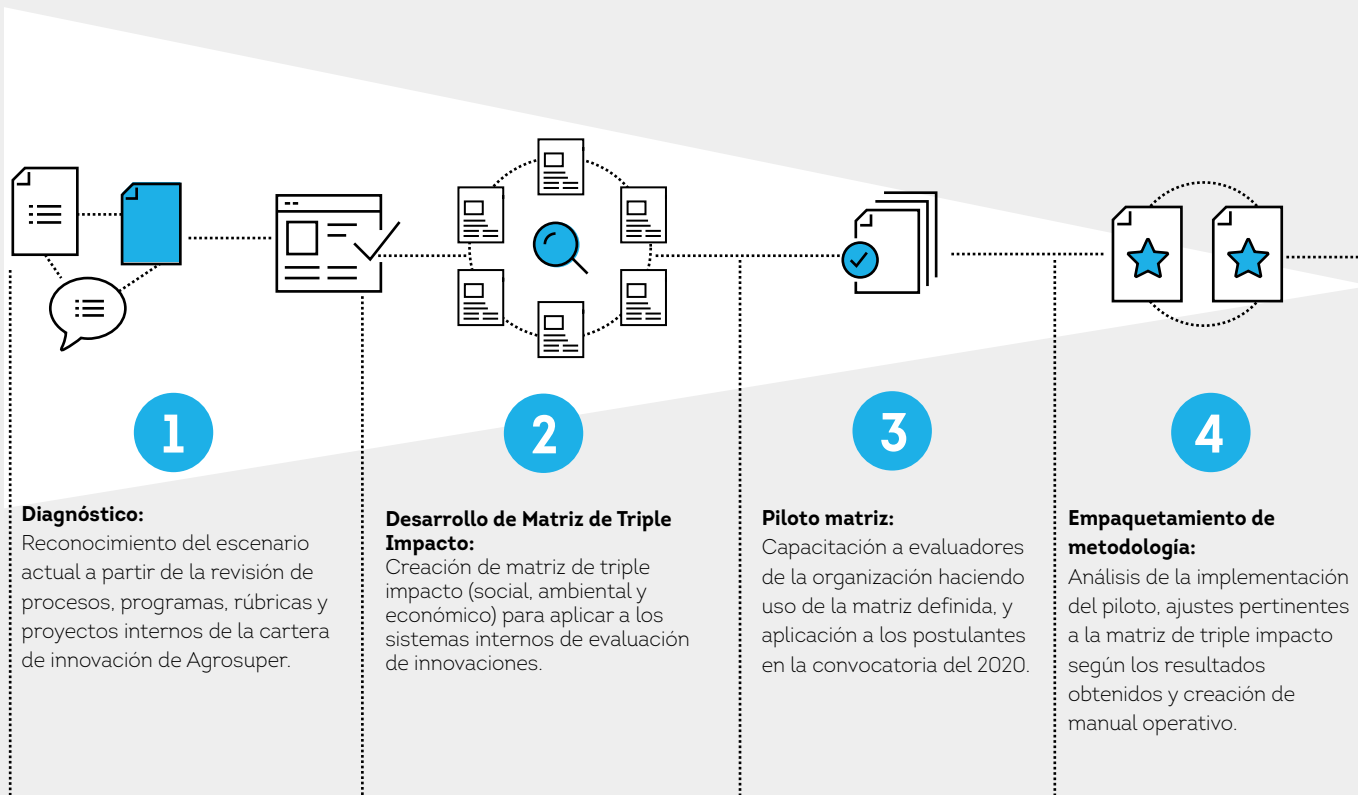 1
Diagnóstico:
Reconocimiento del escenario
actual a partir de la revisión de
procesos, programas, rúbricas y
proyectos internos de la cartera
de innovación de Agrosuper.
2
Desarrollo de Matriz de Triple
Impacto:
Creación de matriz de triple
impacto (social, ambiental y
económico) para aplicar a los
sistemas internos de evaluación
de innovaciones.
3
Piloto matriz:
Capacitación a evaluadores
de la organización haciendo
uso de la matriz definida, y
aplicación a los postulantes
en la convocatoria del 2020.
4
Empaquetamiento de
metodología:
Análisis de la implementación
del piloto, ajustes pertinentes
a la matriz de triple impacto
según los resultados
obtenidos y creación de
manual operativo.